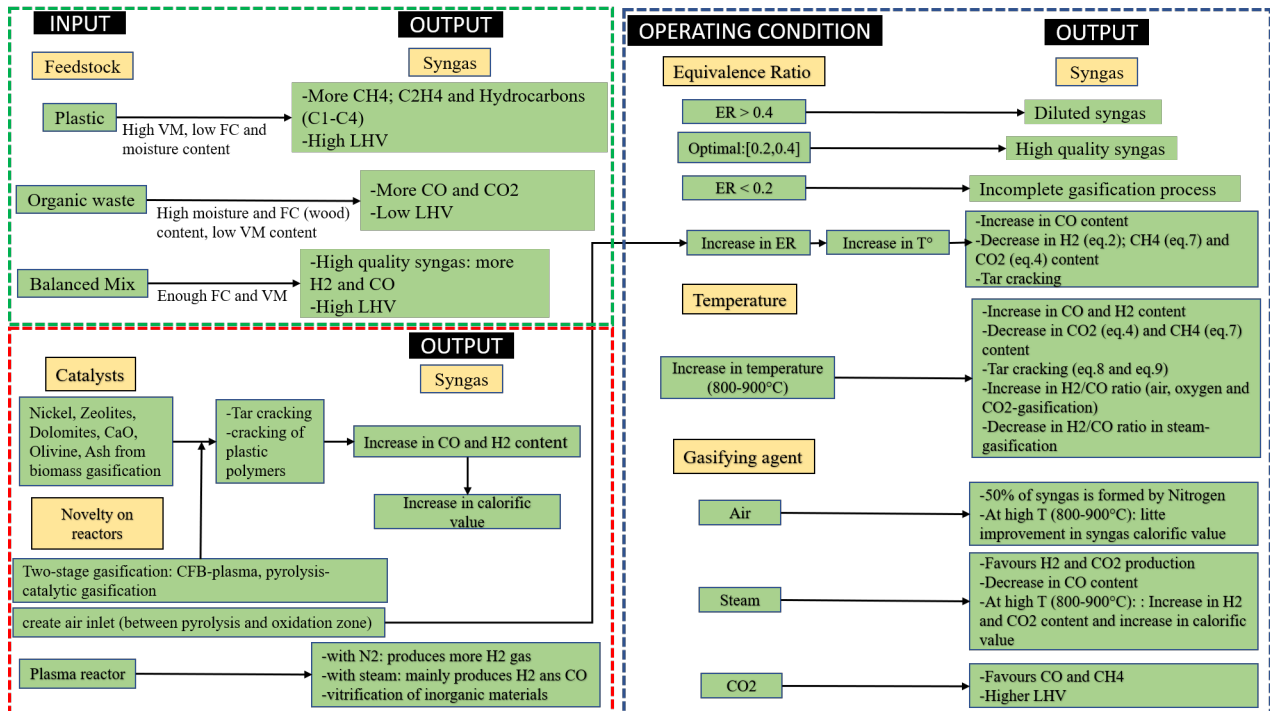 INPUT
OUTPUT
Feedstock
Syngas
Plastic
High VM, low FC and
moisture content
-More CH4; C2H4 and Hydrocarbons
(C1-C4)
-High LHV
Organic waste
High moisture and FC (wood)
content, low VM content
-More CO and CO2
-Low LHV
Balanced Mix
Enough FC and VM
-High quality syngas: more
H2 and CO
-High LHV
OUTPUT
Catalysts
Syngas
Nickel, Zeolites,
Dolomites, CaO,
Olivine, Ash from
biomass gasification
-Tar cracking
-cracking of
plastic
polymers
Increase in CO and H2 content
Increase in calorific
value
Novelty on
reactors
Two-stage gasification: CFB-plasma, pyrolysis-
catalytic gasification
create air inlet (between pyrolysis and oxidation zone)
Plasma reactor
-with N2: produces more H2 gas
-with steam: mainly produces H2 ans CO
-vitrification of inorganic materials
OPERATING CONDITION
OUTPUT
Equivalence Ratio
Syngas
ER > 0.4
Diluted syngas
Optimal:[0.2,0.4]
High quality syngas
ER < 0.2
Incomplete gasification process
Increase in ER
Increase in T°
-Increase in CO content
-Decrease in H2 (eq.2); CH4 (eq.7) and
CO2 (eq.4) content
-Tar cracking
Temperature
Increase in temperature
(800-900°C)
-Increase in CO and H2 content
-Decrease in CO2 (eq.4) and CH4 (eq.7)
content
-Tar cracking (eq.8 and eq.9)
-Increase in H2/CO ratio (air, oxygen and
CO2-gasification)
-Decrease in H2/CO ratio in steam-
gasification
Gasifying agent
Air
-50% of syngas is formed by Nitrogen
-At high T (800-900°C): litte
improvement in syngas calorific value
Steam
-Favours H2 and CO2 production
-Decrease in CO content
-At high T (800-900°C): : Increase in H2
and CO2 content and increase in calorific
value
CO2
-Favours CO and CH4
-Higher LHV